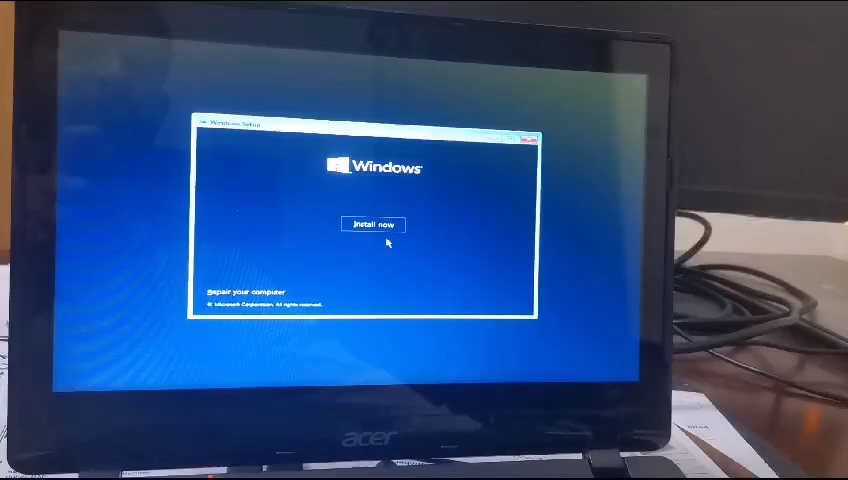 Windows Setup
Windows
Install now
Repair your computer
© Microsoft Corporation. All rights reserved.
acer